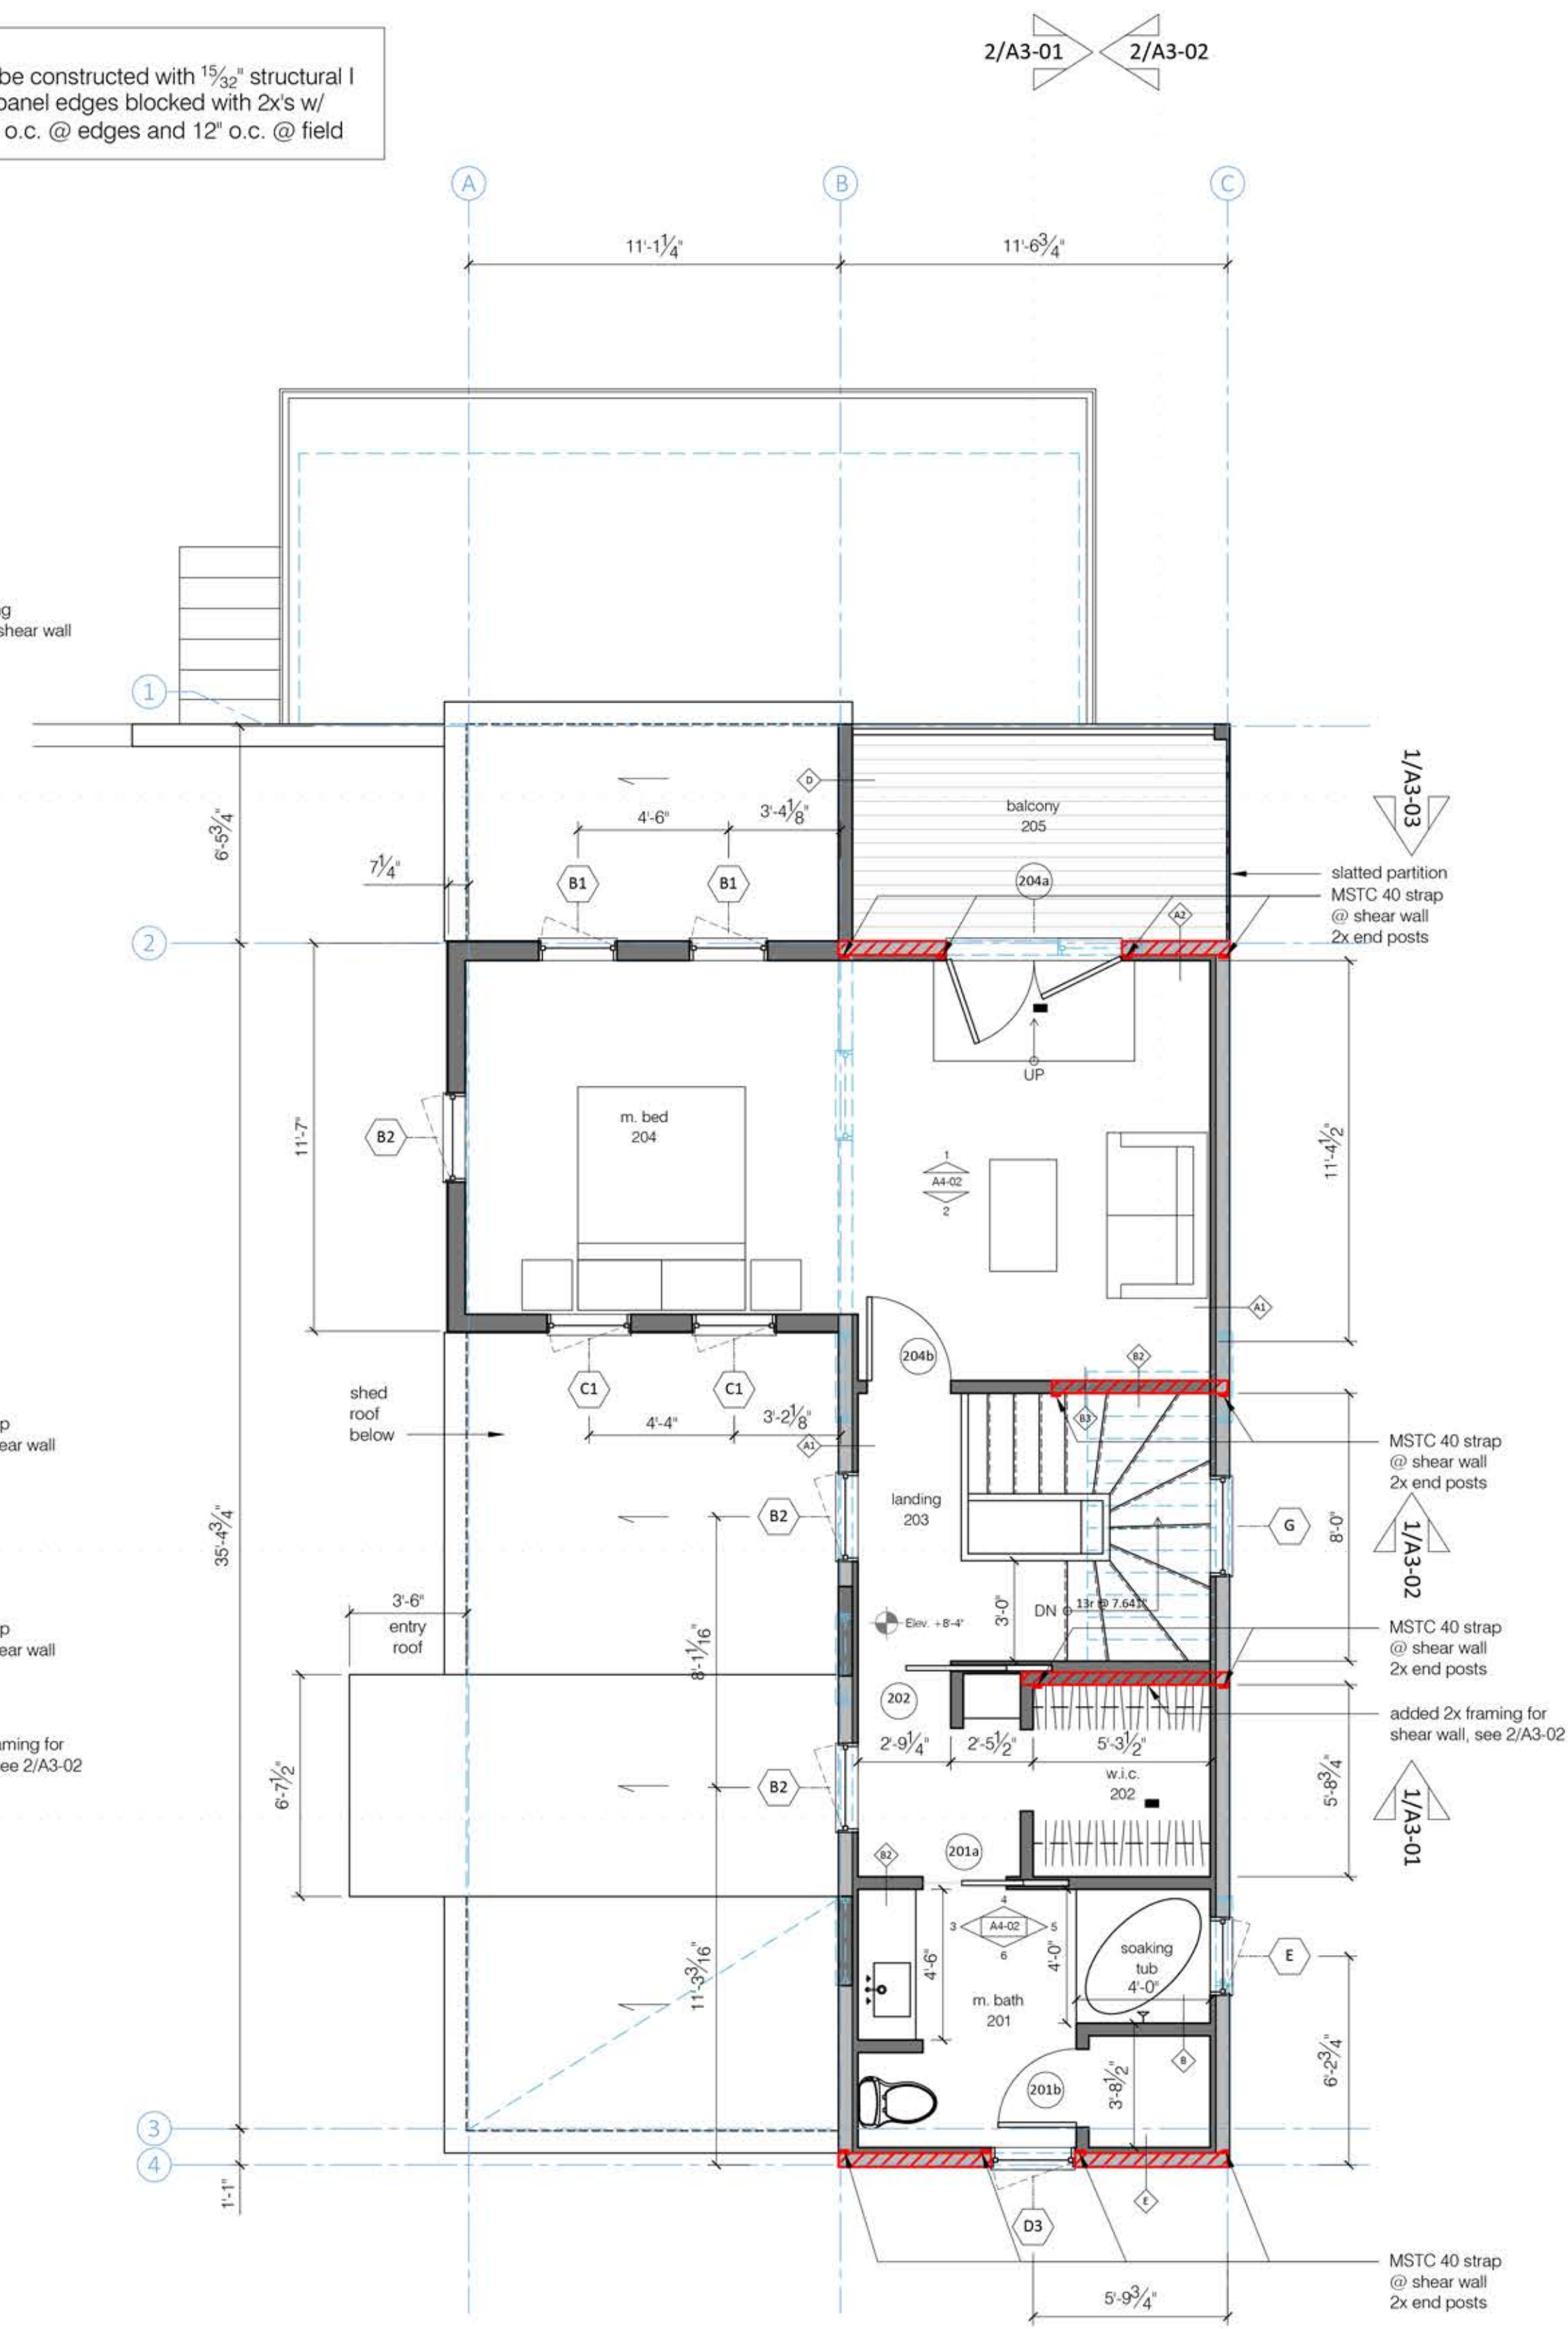 be constructed with 15/32" structural I
panel edges blocked with 2x's w/
o.c. @ edges and 12" o.c. @ field
2/A3-01
2/A3-02
A
B
C
11'-1 1/4"
11'-6 3/4"
g
shear wall
1
6'-5 3/4"
D
balcony
205
1/A3-03
4'-6"
3'-4 1/8"
7 1/4"
B1
B1
204a
slatted partition
MSTC 40 strap
@ shear wall
2x end posts
A2
2
UP
m. bed
204
B2
11'-7"
11'-4 1/2"
1
A4-02
2
A1
204b
B2
C1
C1
shed
roof
below
4'-4"
3'-2 1/8"
A1
B3
p
ear wall
MSTC 40 strap
@ shear wall
2x end posts
landing
203
B2
G
8'-0"
1/A3-02
35'-4 3/4"
3'-6"
entry
roof
Elev. +8'-4"
3'-0"
DN
13r @ 7.641"
8'-1 1/16"
p
ear wall
MSTC 40 strap
@ shear wall
2x end posts
202
added 2x framing for
shear wall, see 2/A3-02
aming for
ee 2/A3-02
2'-9 1/4"
2'-5 1/2"
5'-3 1/2"
w.i.c.
202
6'-7 1/2"
B2
5'-8 3/4"
1/A3-01
B2
201a
4
3
A4-02
5
6
4'-6"
4'-0"
soaking
tub
4'-0"
E
11'-3 3/16"
m. bath
201
B
201b
3'-8 1/2"
6'-2 3/4"
3
4
1'-1"
E
D3
MSTC 40 strap
@ shear wall
2x end posts
5'-9 3/4"